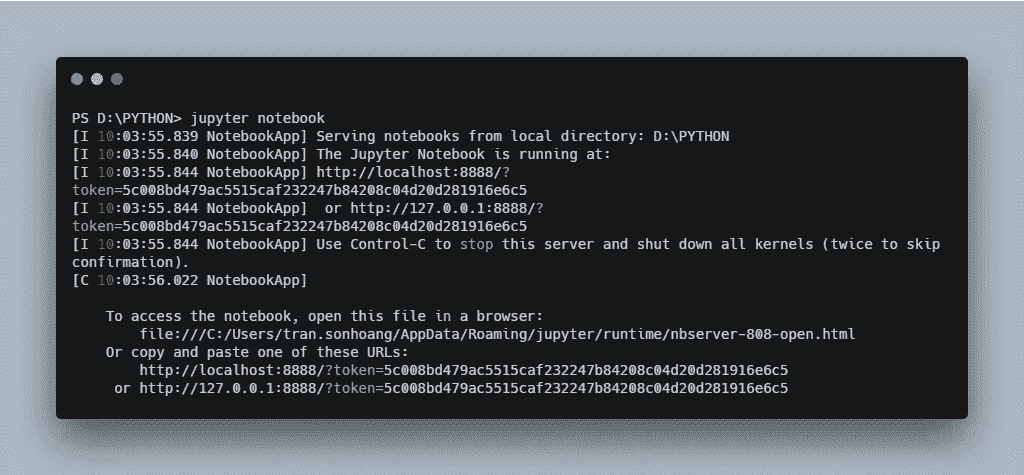 PS D:\PYTHON> jupyter notebook
[I 10:03:55.839 NotebookApp] Serving notebooks from local directory: D:\PYTHON
[I 10:03:55.840 NotebookApp] The Jupyter Notebook is running at:
[I 10:03:55.844 NotebookApp] http://localhost:8888/?
token=5c008bd479ac5515caf232247b84208c04d20d281916e6c5
[I 10:03:55.844 NotebookApp]  or http://127.0.0.1:8888/?
token=5c008bd479ac5515caf232247b84208c04d20d281916e6c5
[I 10:03:55.844 NotebookApp] Use Control-C to stop this server and shut down all kernels (twice to skip
confirmation).
[C 10:03:56.022 NotebookApp]
To access the notebook, open this file in a browser:
file:///C:/Users/tran.sonhoang/AppData/Roaming/jupyter/runtime/nbserver-808-open.html
Or copy and paste one of these URLs:
http://localhost:8888/?token=5c008bd479ac5515caf232247b84208c04d20d281916e6c5
or http://127.0.0.1:8888/?token=5c008bd479ac5515caf232247b84208c04d20d281916e6c5